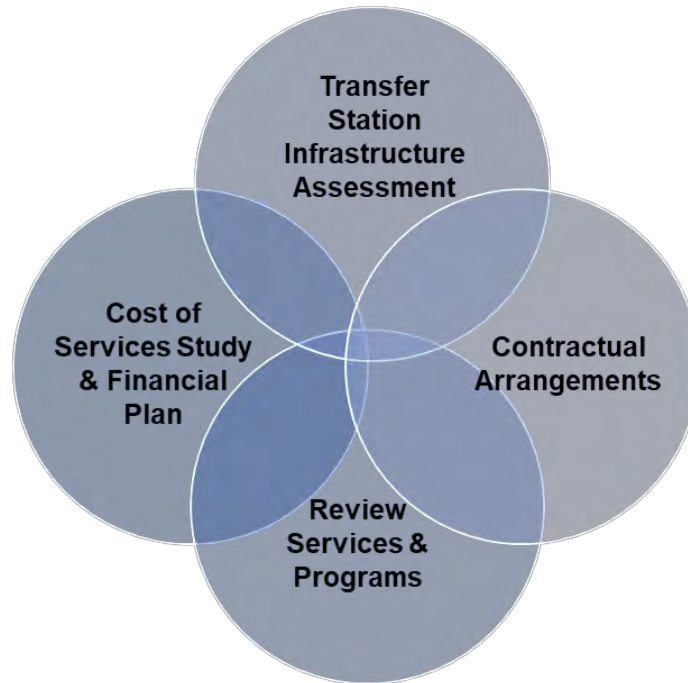 Transfer
Station
Infrastructure
Assessment
Cost of
Services Study
& Financial
Plan
Contractual
Arrangements
Review
Services &
Programs